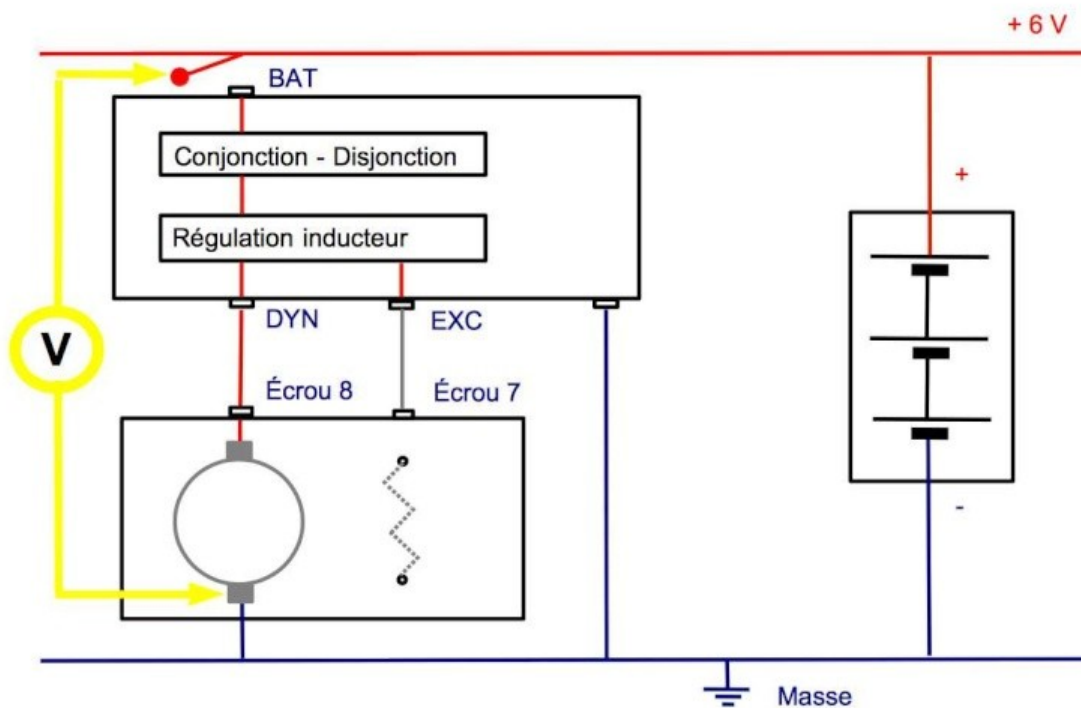 + 6 V
BAT
Conjonction - Disjonction
+
Régulation inducteur
DYN
EXC
V
Écrou 8
Écrou 7
-
Masse